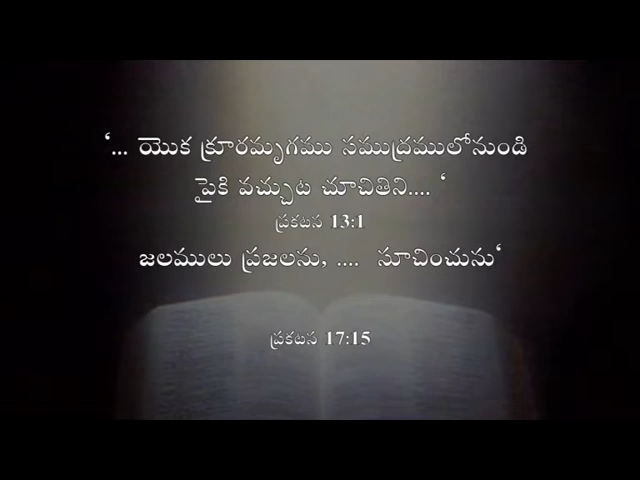 ‘... యొక క్రూరమృగము సముద్రములోనుండి
పైకి వచ్చుట చూచితిని.... ‘
ప్రకటన 13:1
జలములు ప్రజలను, .... సూచించును‘
ప్రకటన 17:15